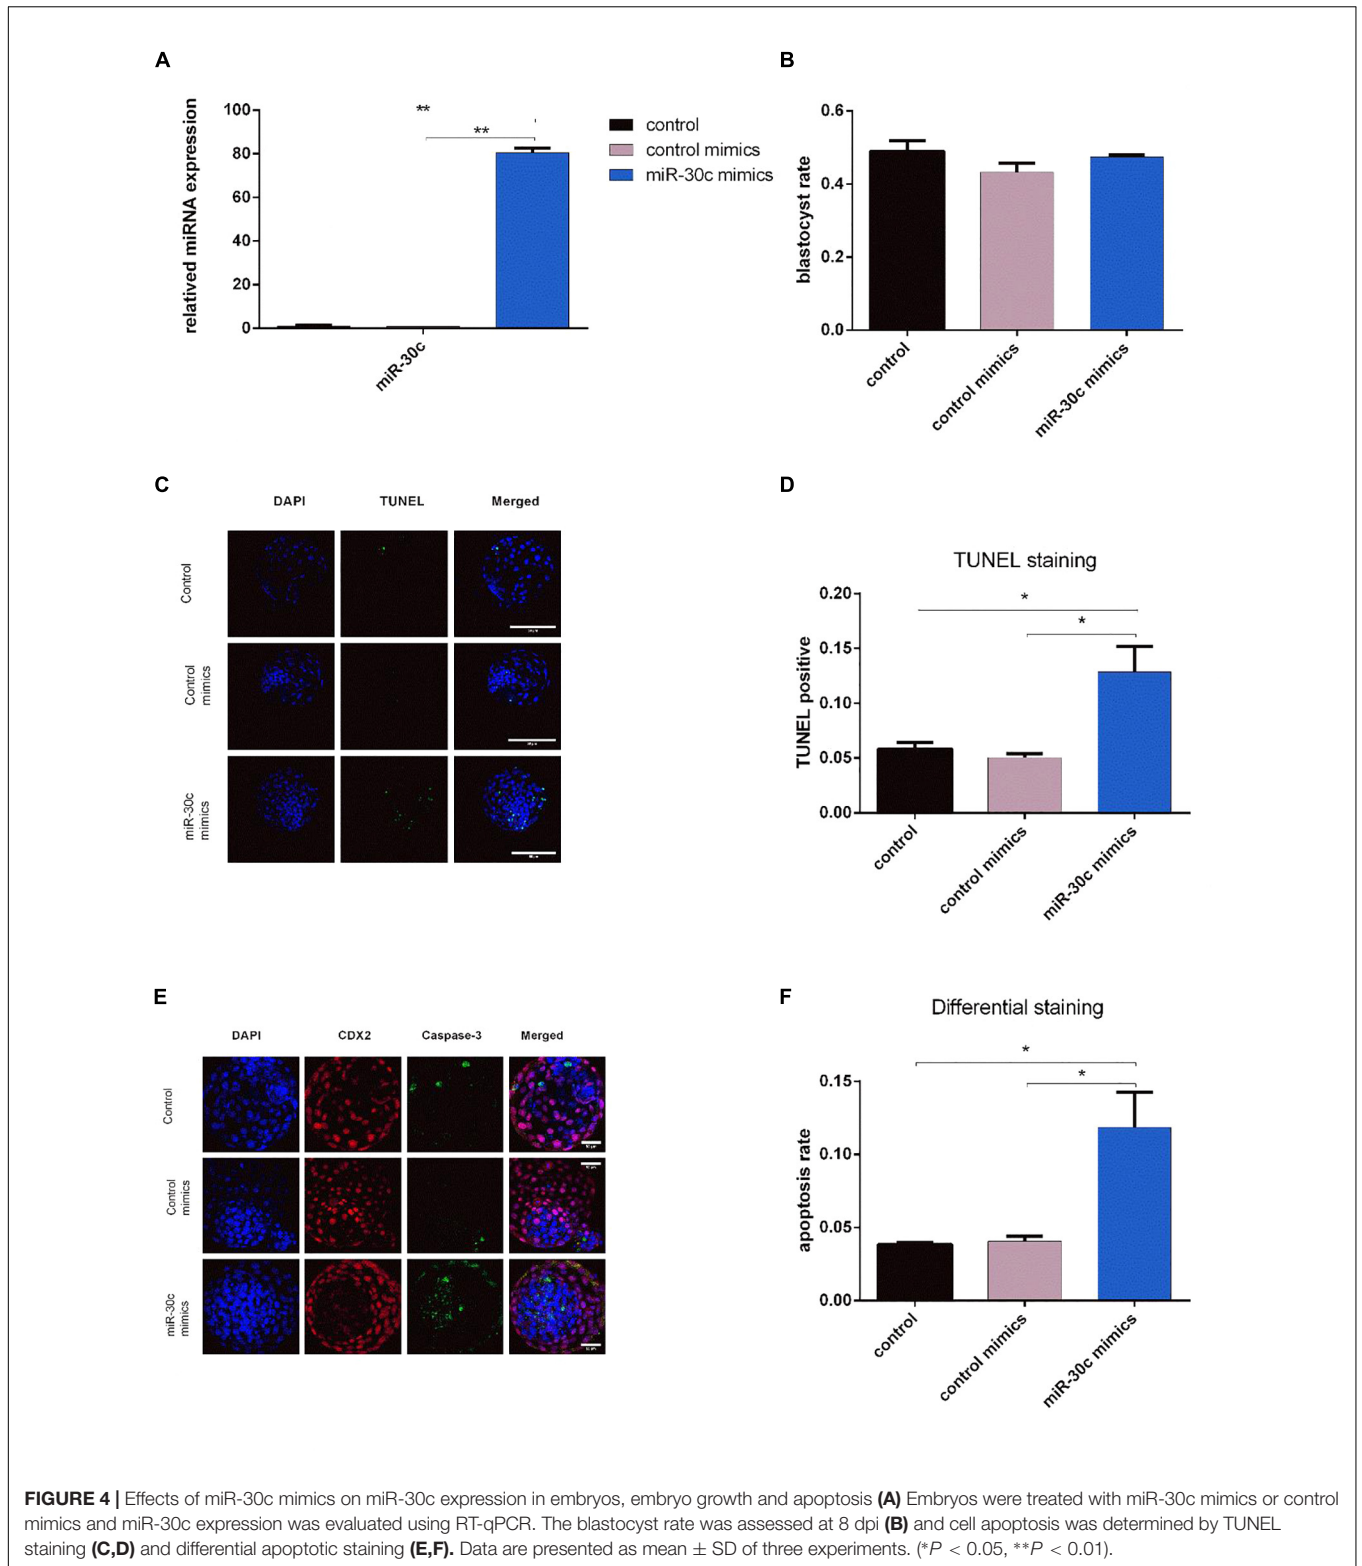 A
relatived miRNA expression
100
80
60
40
20
0
**
**
miR-30c
control
control mimics
miR-30c mimics
B
blastocyst rate
0.6
0.4
0.2
0.0
control
control mimics
miR-30c mimics
C
DAPI TUNEL Merged
Control
Control
mimics
miR-30c
mimics
D
TUNEL staining
TUNEL positive
0.20
0.15
0.10
0.05
0.00
*
*
control
control mimics
miR-30c mimics
E
DAPI CDX2 Caspase-3 Merged
Control
Control
mimics
miR-30c
mimics
F
Differential staining
apoptosis rate
0.15
0.10
0.05
0.00
*
*
control
control mimics
miR-30c mimics
FIGURE 4 | Effects of miR-30c mimics on miR-30c expression in embryos, embryo growth and apoptosis (A) Embryos were treated with miR-30c mimics or control
mimics and miR-30c expression was evaluated using RT-qPCR. The blastocyst rate was assessed at 8 dpi (B) and cell apoptosis was determined by TUNEL
staining (C,D) and differential apoptotic staining (E,F). Data are presented as mean ± SD of three experiments. (*P < 0.05, **P < 0.01).